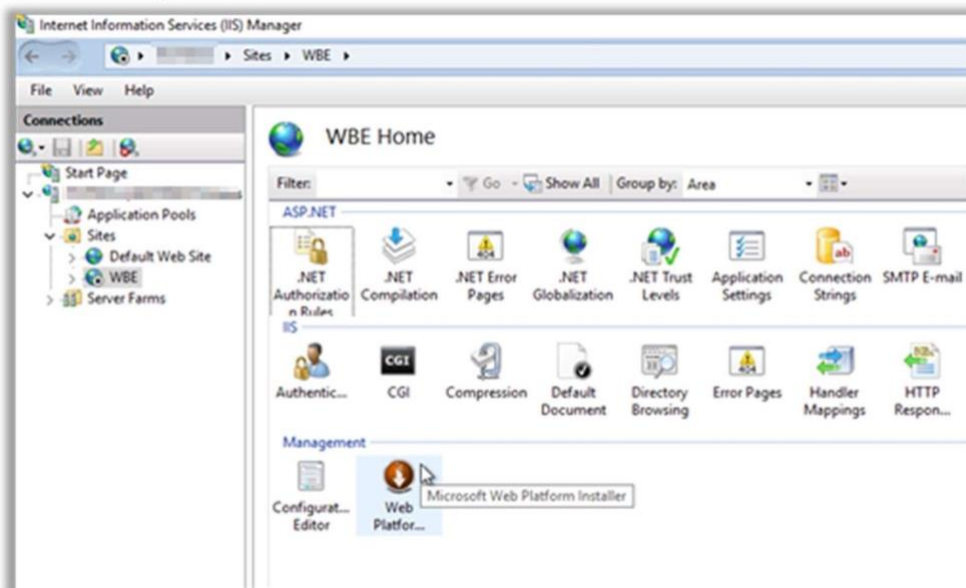 Internet Information Services (IIS) Manager
Sites WBE
File View Help
Connections
Start Page
Application Pools
Sites
Default Web Site
WBE
Server Farms
WBE Home
Filter: Go Show All Group by: Area
ASP.NET
.NET Authorizatio n Rules
.NET Compilation
.NET Error Pages
.NET Globalization
.NET Trust Levels
Application Settings
Connection Strings
SMTP E-mail
IIS
Authentic...
CGI
Compression
Default Document
Directory Browsing
Error Pages
Handler Mappings
HTTP Respon...
Management
Configurat... Editor
Web Platfor...
Microsoft Web Platform Installer